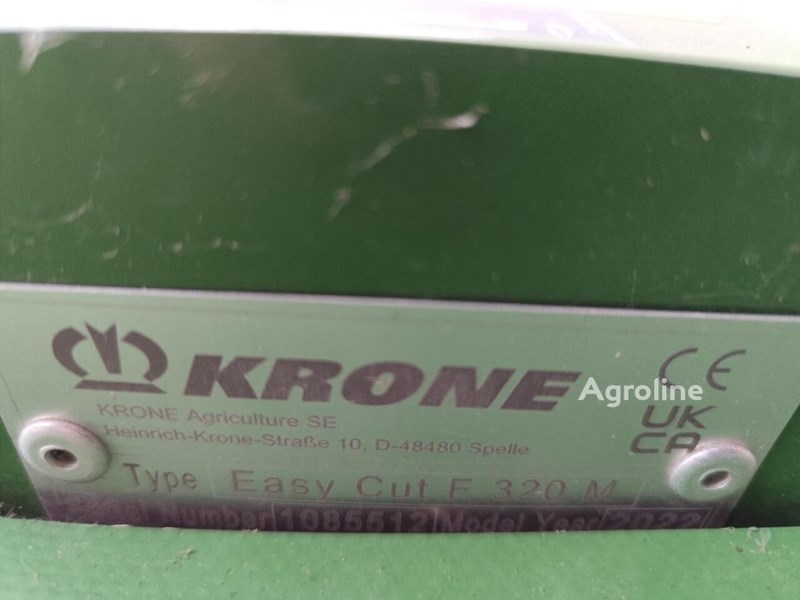 KRONE
Agroline
CE
KRONE Agriculture SE
UK
CA
Heinrich-Krone-Straße 10, D-48480 Spelle
Type Easy Cut F 320 M
Number 1085512 Model Year 2022